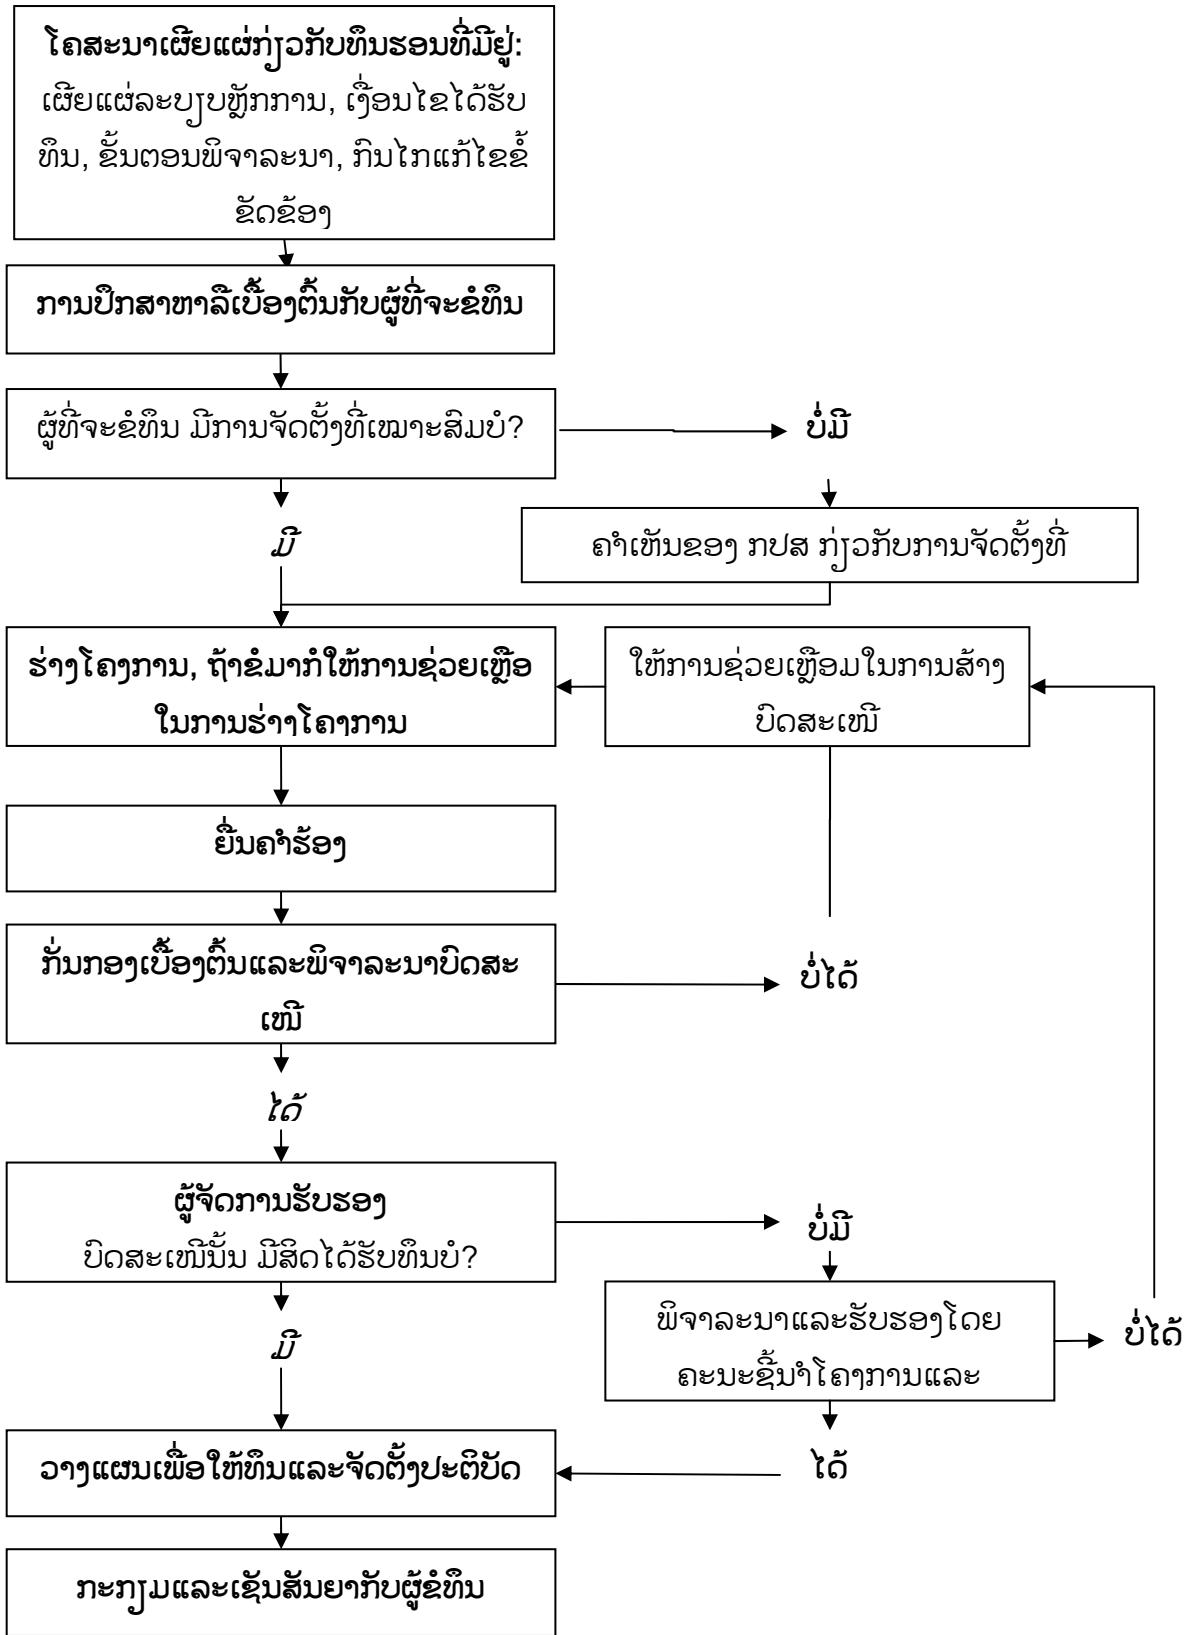 ໂຄສະນາເຜີຍແຜ່ກ່ຽວກັບທຶນຮອນທີ່ມີຢູ່:
ເຜີຍແຜ່ລະບຽບຫຼັກການ, ເງື່ອນໄຂໄດ້ຮັບ
ທຶນ, ຂັ້ນຕອນພິຈາລະນາ, ກົນໄກແກ້ໄຂຂໍ້
ຂັດຂ້ອງ
ການປຶກສາຫາລືເບື້ອງຕົ້ນກັບຜູ້ທີ່ຈະຂໍທຶນ
ຜູ້ທີ່ຈະຂໍທຶນ ມີການຈັດຕັ້ງທີ່ເໝາະສົມບໍ?
ບໍ່ມີ
ມີ
ຄຳເຫັນຂອງ ກປສ ກ່ຽວກັບການຈັດຕັ້ງທີ່
ຮ່າງໂຄງການ, ຖ້າຂໍມາກໍໃຫ້ການຊ່ວຍເຫຼືອ
ໃນການຮ່າງໂຄງການ
ໃຫ້ການຊ່ວຍເຫຼືອມໃນການສ້າງ
ບົດສະເໜີ
ຍື່ນຄຳຮ້ອງ
ກັ່ນກອງເບື້ອງຕົ້ນແລະພິຈາລະນາບົດສະ
ເໜີ
ບໍ່ໄດ້
ໄດ້
ຜູ້ຈັດການຮັບຮອງ
ບົດສະເໜີນັ້ນ ມີສິດໄດ້ຮັບທຶນບໍ?
ບໍ່ມີ
ພິຈາລະນາແລະຮັບຮອງໂດຍ
ຄະນະຊີ້ນຳໂຄງການແລະ
ບໍ່ໄດ້
ມີ
ວາງແຜນເພື່ອໃຫ້ທຶນແລະຈັດຕັ້ງປະຕິບັດ
ໄດ້
ກະກຽມແລະເຊັນສັນຍາກັບຜູ້ຂໍທຶນ